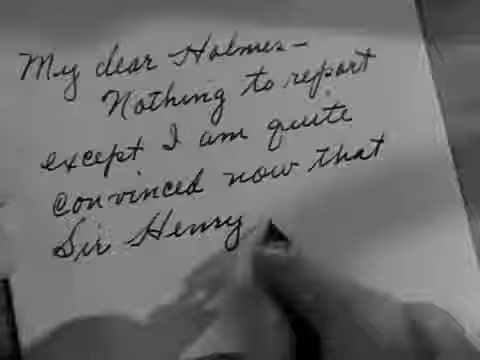 My dear Holmes-
Nothing to report
except I am quite
convinced now that
Sir Henry